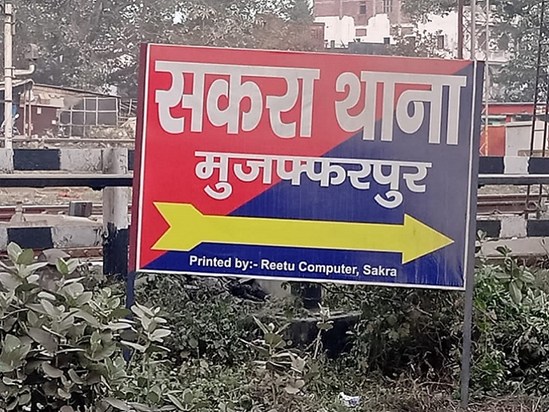 सकरा थाना
मुजफ्फरपुर
Printed by:- Reetu Computer, Sakra